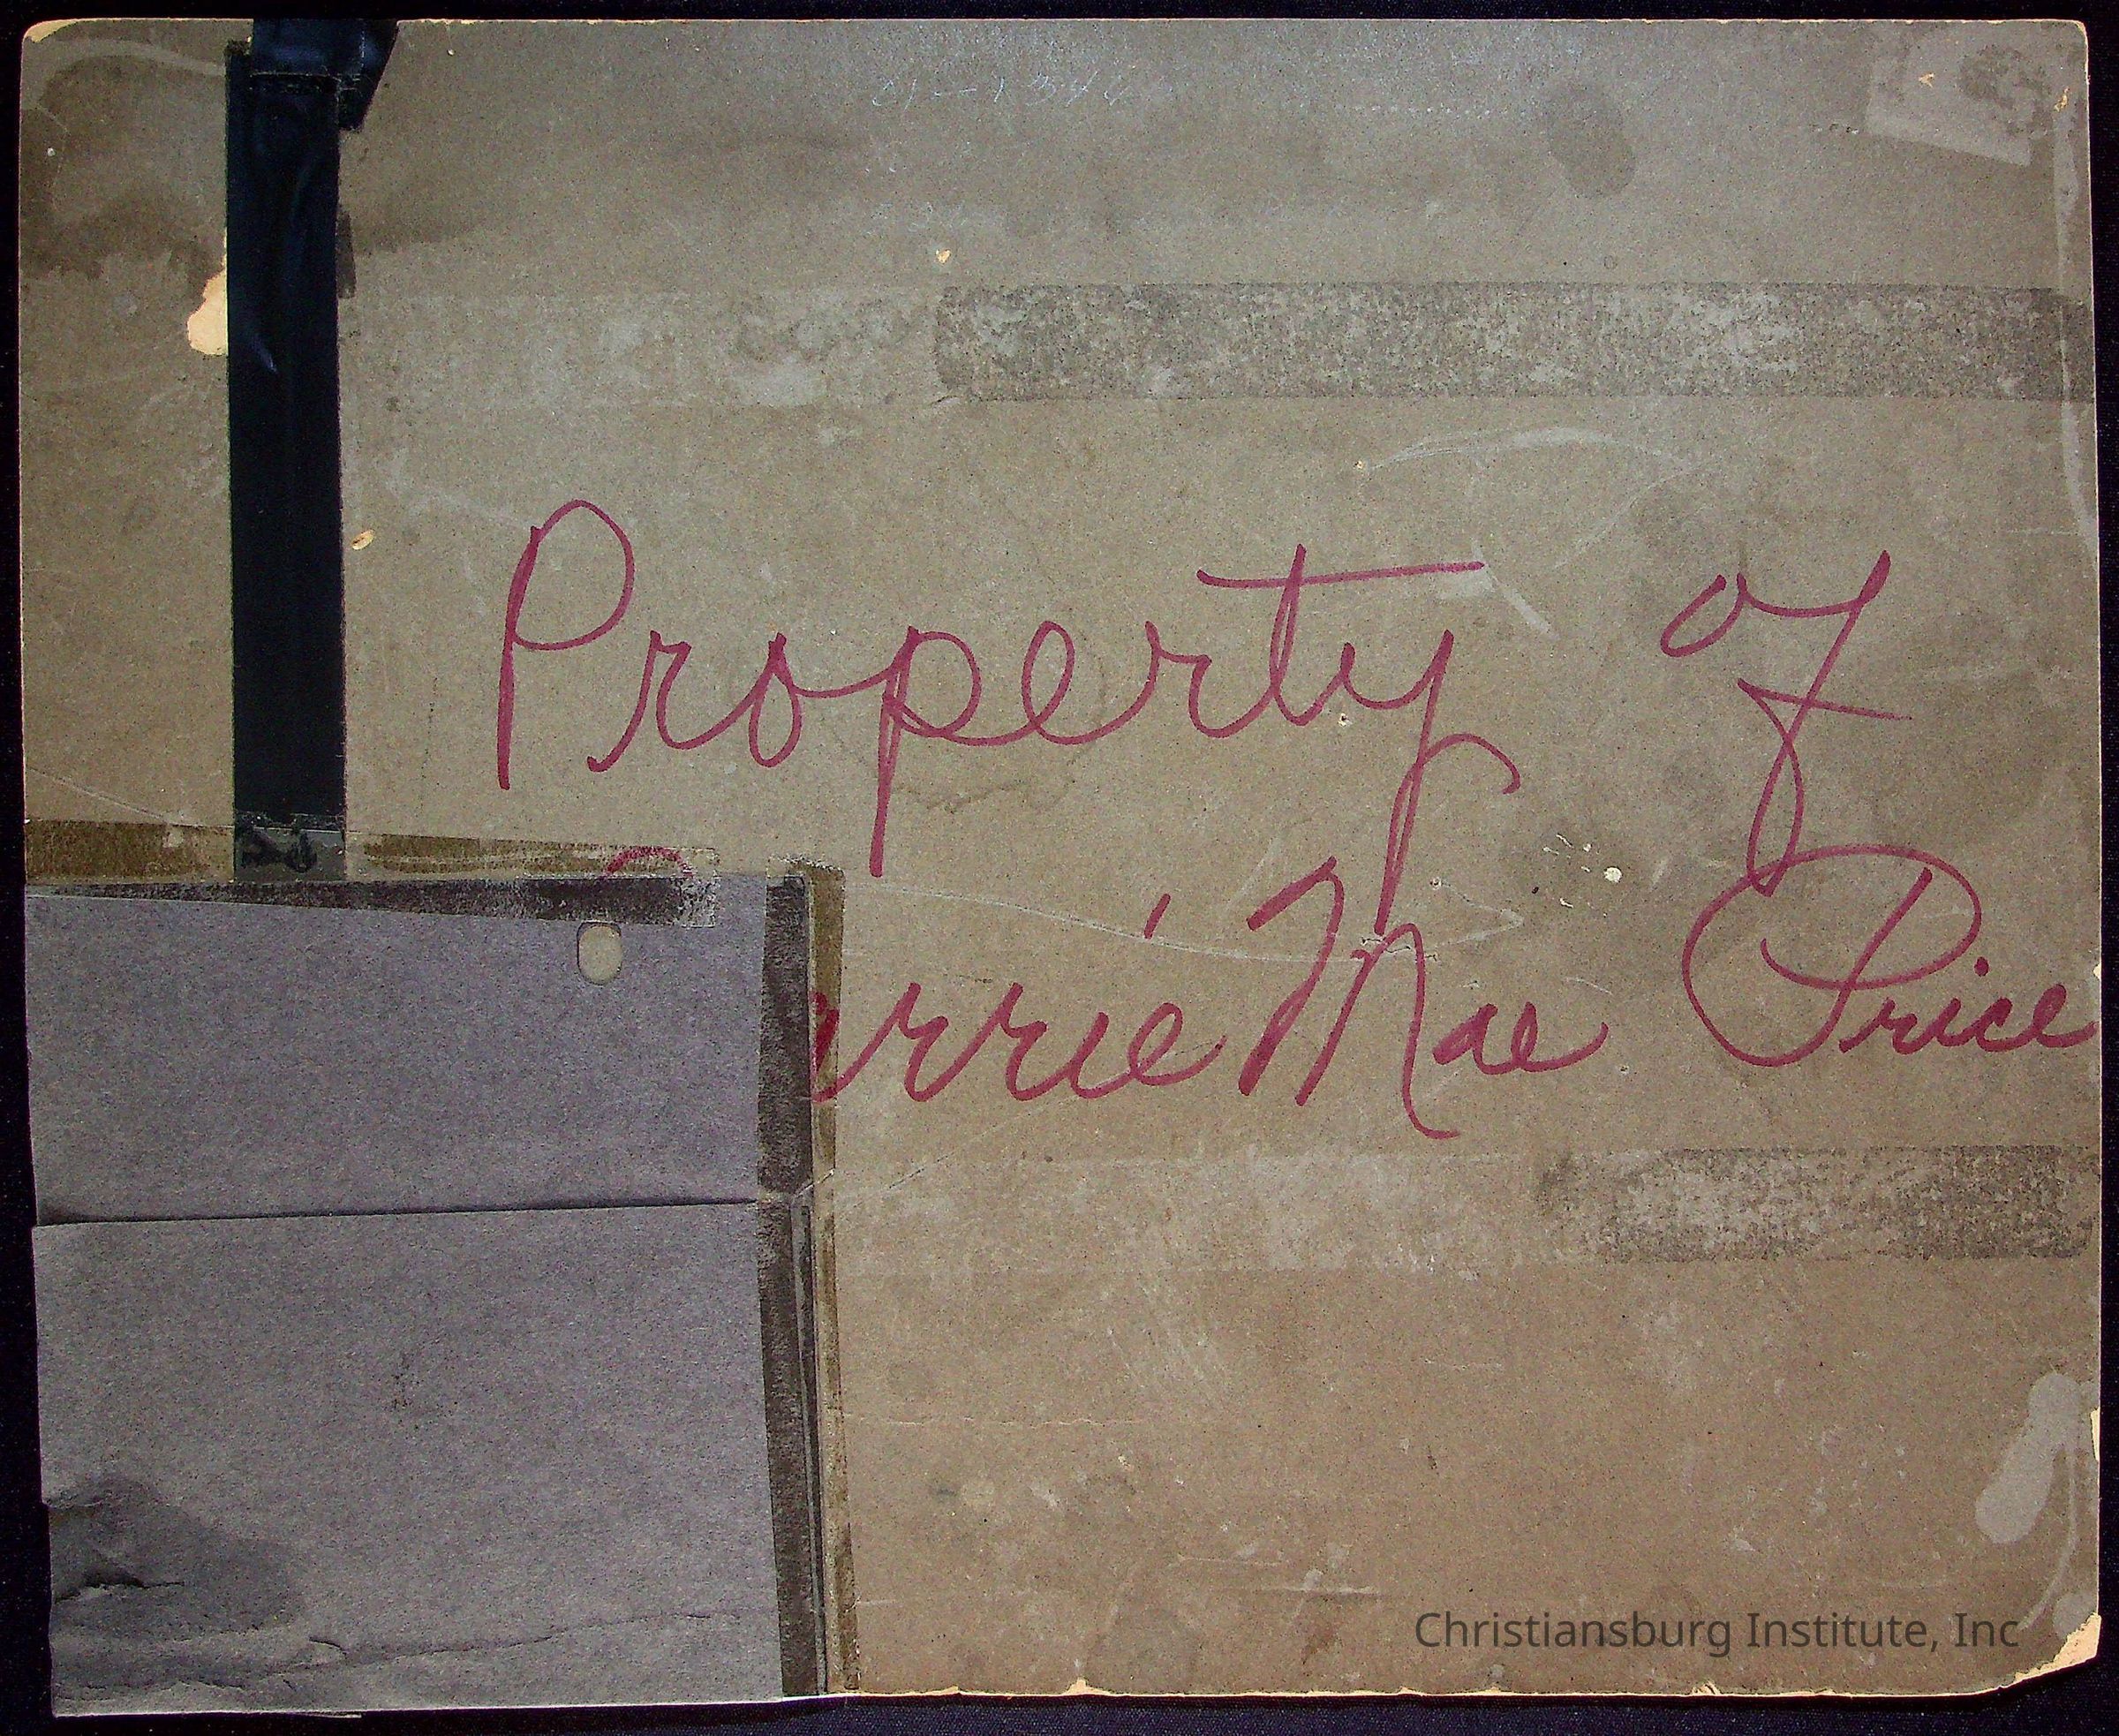 Property of
arrie Mae Price
Christiansburg Institute, Inc